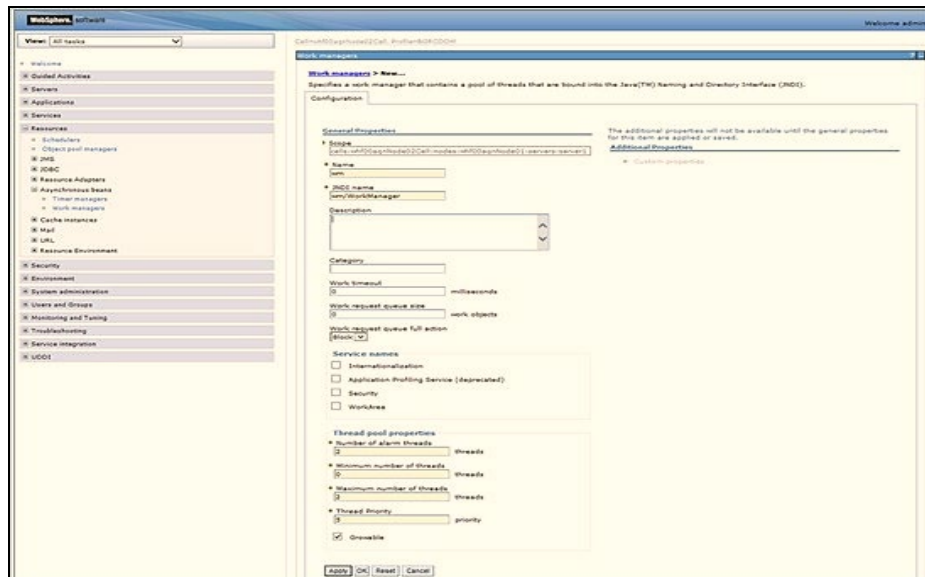 WebSphere. software
Welcome admin
View: All tasks
Welcome
Guided Activities
Servers
Applications
Services
Resources
Schedulers
Object pool managers
JMS
JDBC
Resource Adapters
Asynchronous beans
Timer managers
Work managers
Cache instances
Mail
URL
Resource Environment
Security
Environment
System administration
Users and Groups
Monitoring and Tuning
Troubleshooting
Service integration
UDDI
Work managers
Work managers > New...
Specifies a work manager that contains a pool of threads that are bound into the Java(TM) Naming and Directory Interface (JNDI).
Configuration
General Properties
* Scope
* Name
wm
* JNDI name
wm/WorkManager
Description
Category
Work timeout
0 milliseconds
Work request queue size
0 work objects
Work request queue full action
Block
Service names
Internationalization
Application Profiling Service (deprecated)
Security
WorkArea
Thread pool properties
* Number of alarm threads
2 threads
* Minimum number of threads
0 threads
* Maximum number of threads
2 threads
* Thread Priority
5 priority
Growable
Apply OK Reset Cancel
The additional properties will not be available until the general properties
for this item are applied or saved.
Additional Properties
Custom properties